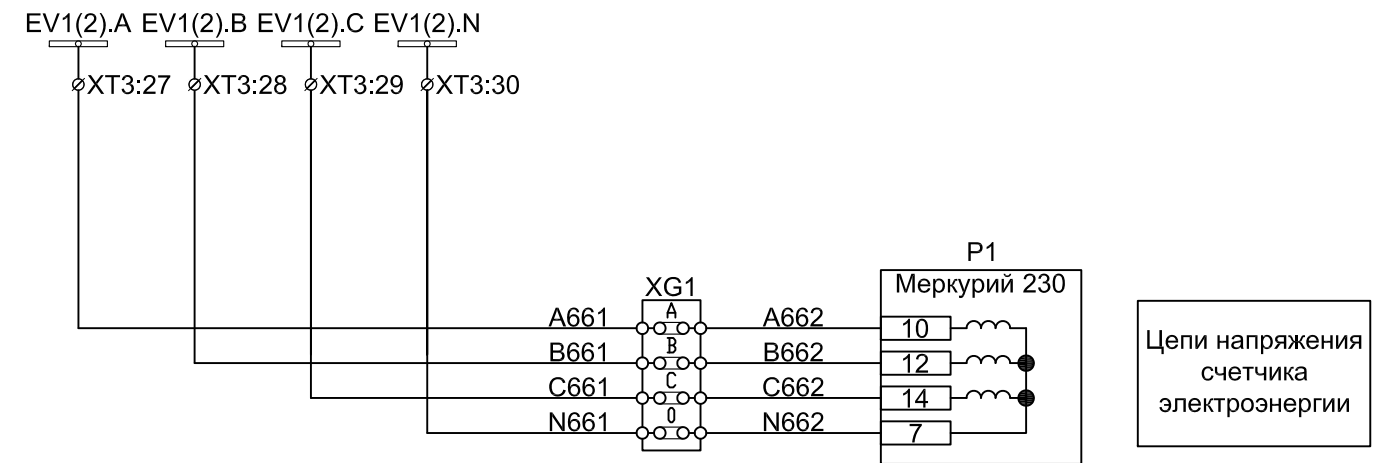 EV1(2).A EV1(2).B EV1(2).C EV1(2).N
XT3:27 XT3:28 XT3:29 XT3:30
P1
Меркурий 230
XG1
A661 A A662 10
B661 B B662 12
C661 C C662 14
N661 0 N662 7
Цепи напряжения
счетчика
электроэнергии